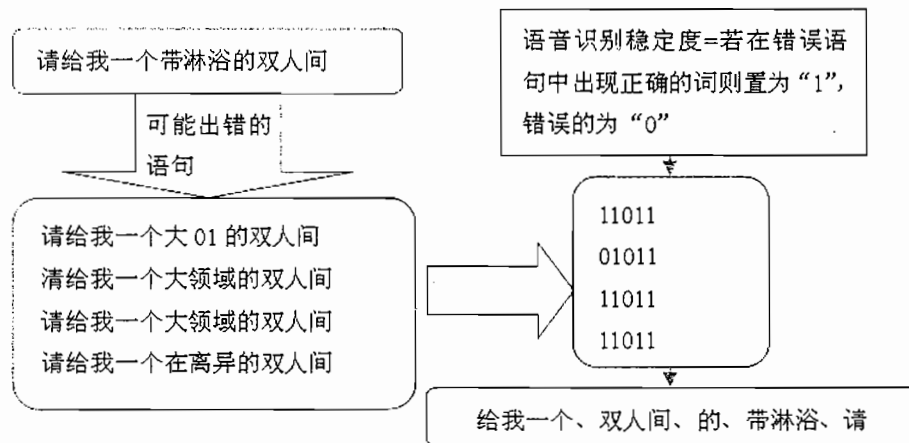 请给我一个带淋浴的双人间
语音识别稳定度=若在错误语
句中出现正确的词则置为“1”,
错误的为“0”
可能出错的
语句
请给我一个大01的双人间
清给我一个大领域的双人间
请给我一个大领域的双人间
请给我一个在离异的双人间
11011
01011
11011
11011
给我一个、双人间、的、带淋浴、请